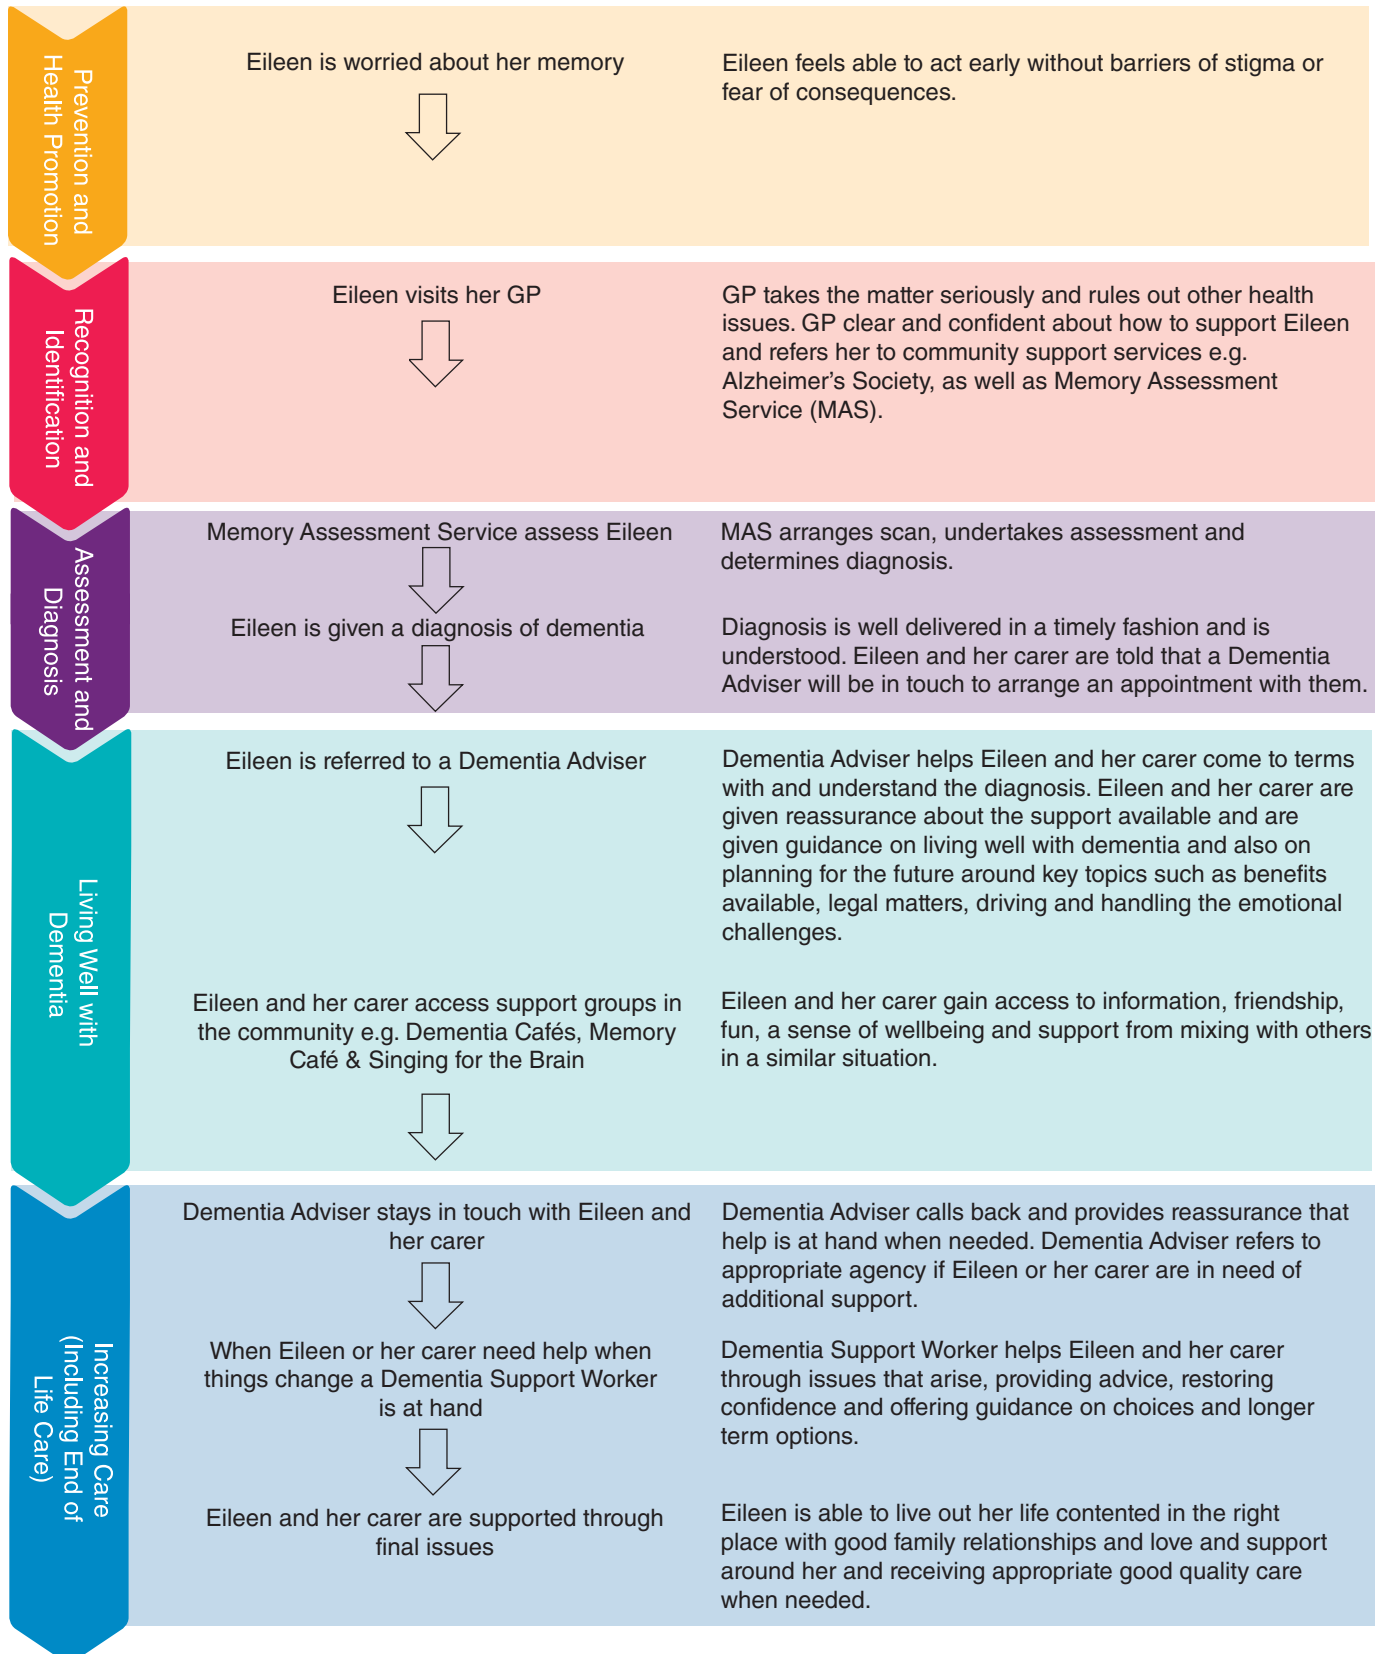 Prevention and
Health Promotion
Eileen is worried about her memory
Eileen feels able to act early without barriers of stigma or
fear of consequences.
Recognition and
Identification
Eileen visits her GP
GP takes the matter seriously and rules out other health
issues. GP clear and confident about how to support Eileen
and refers her to community support services e.g.
Alzheimer’s Society, as well as Memory Assessment
Service (MAS).
Assessment and
Diagnosis
Memory Assessment Service assess Eileen
MAS arranges scan, undertakes assessment and
determines diagnosis.
Eileen is given a diagnosis of dementia
Diagnosis is well delivered in a timely fashion and is
understood. Eileen and her carer are told that a Dementia
Adviser will be in touch to arrange an appointment with them.
Living Well with
Dementia
Eileen is referred to a Dementia Adviser
Dementia Adviser helps Eileen and her carer come to terms
with and understand the diagnosis. Eileen and her carer are
given reassurance about the support available and are
given guidance on living well with dementia and also on
planning for the future around key topics such as benefits
available, legal matters, driving and handling the emotional
challenges.
Eileen and her carer access support groups in
the community e.g. Dementia Cafés, Memory
Café & Singing for the Brain
Eileen and her carer gain access to information, friendship,
fun, a sense of wellbeing and support from mixing with others
in a similar situation.
Increasing Care
(Including End of
Life Care)
Dementia Adviser stays in touch with Eileen and
her carer
Dementia Adviser calls back and provides reassurance that
help is at hand when needed. Dementia Adviser refers to
appropriate agency if Eileen or her carer are in need of
additional support.
When Eileen or her carer need help when
things change a Dementia Support Worker
is at hand
Dementia Support Worker helps Eileen and her carer
through issues that arise, providing advice, restoring
confidence and offering guidance on choices and longer
term options.
Eileen and her carer are supported through
final issues
Eileen is able to live out her life contented in the right
place with good family relationships and love and support
around her and receiving appropriate good quality care
when needed.